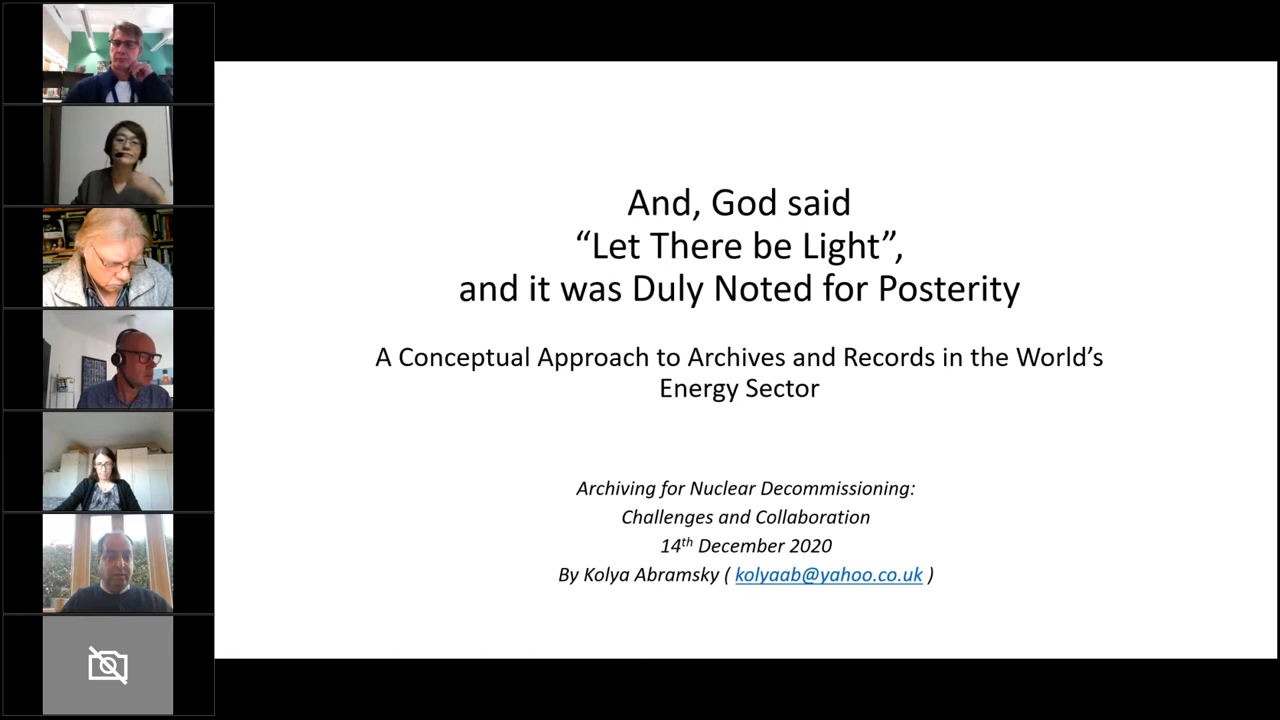 And, God said
“Let There be Light”,
and it was Duly Noted for Posterity
A Conceptual Approach to Archives and Records in the World’s
Energy Sector
Archiving for Nuclear Decommissioning:
Challenges and Collaboration
14th December 2020
By Kolya Abramsky ( kolyaab@yahoo.co.uk )